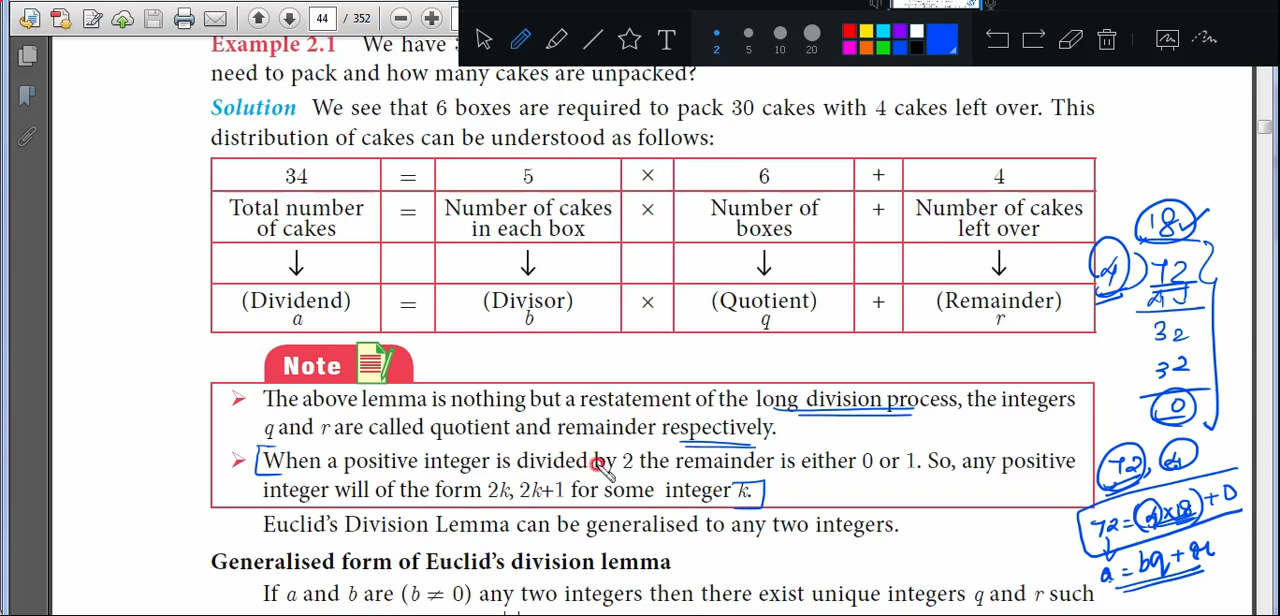 44 / 352
2 5 10 20
Example 2.1 We have
need to pack and how many cakes are unpacked?
Solution We see that 6 boxes are required to pack 30 cakes with 4 cakes left over. This
distribution of cakes can be understood as follows:
34 = 5 × 6 + 4
Total number of cakes = Number of cakes in each box × Number of boxes + Number of cakes left over
↓ ↓ ↓ ↓
(Dividend) a = (Divisor) b × (Quotient) q + (Remainder) r
Note
The above lemma is nothing but a restatement of the long division process, the integers
q and r are called quotient and remainder respectively.
When a positive integer is divided by 2 the remainder is either 0 or 1. So, any positive
integer will of the form 2k, 2k+1 for some integer k.
Euclid's Division Lemma can be generalised to any two integers.
Generalised form of Euclid's division lemma
If a and b are (b ≠ 0) any two integers then there exist unique integers q and r such
18
4) 72
32
32
0
72, 4
72 = (4×18) + 0
a = bq + r